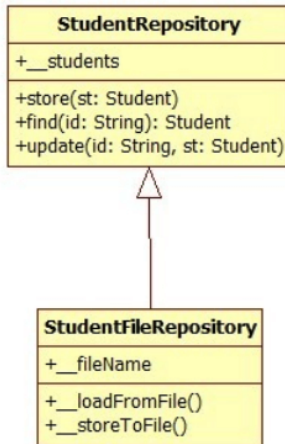 StudentRepository
+__students
+store(st: Student)
+find(id: String): Student
+update(id: String, st: Student)
StudentFileRepository
+__fileName
+__loadFromFile()
+__storeToFile()